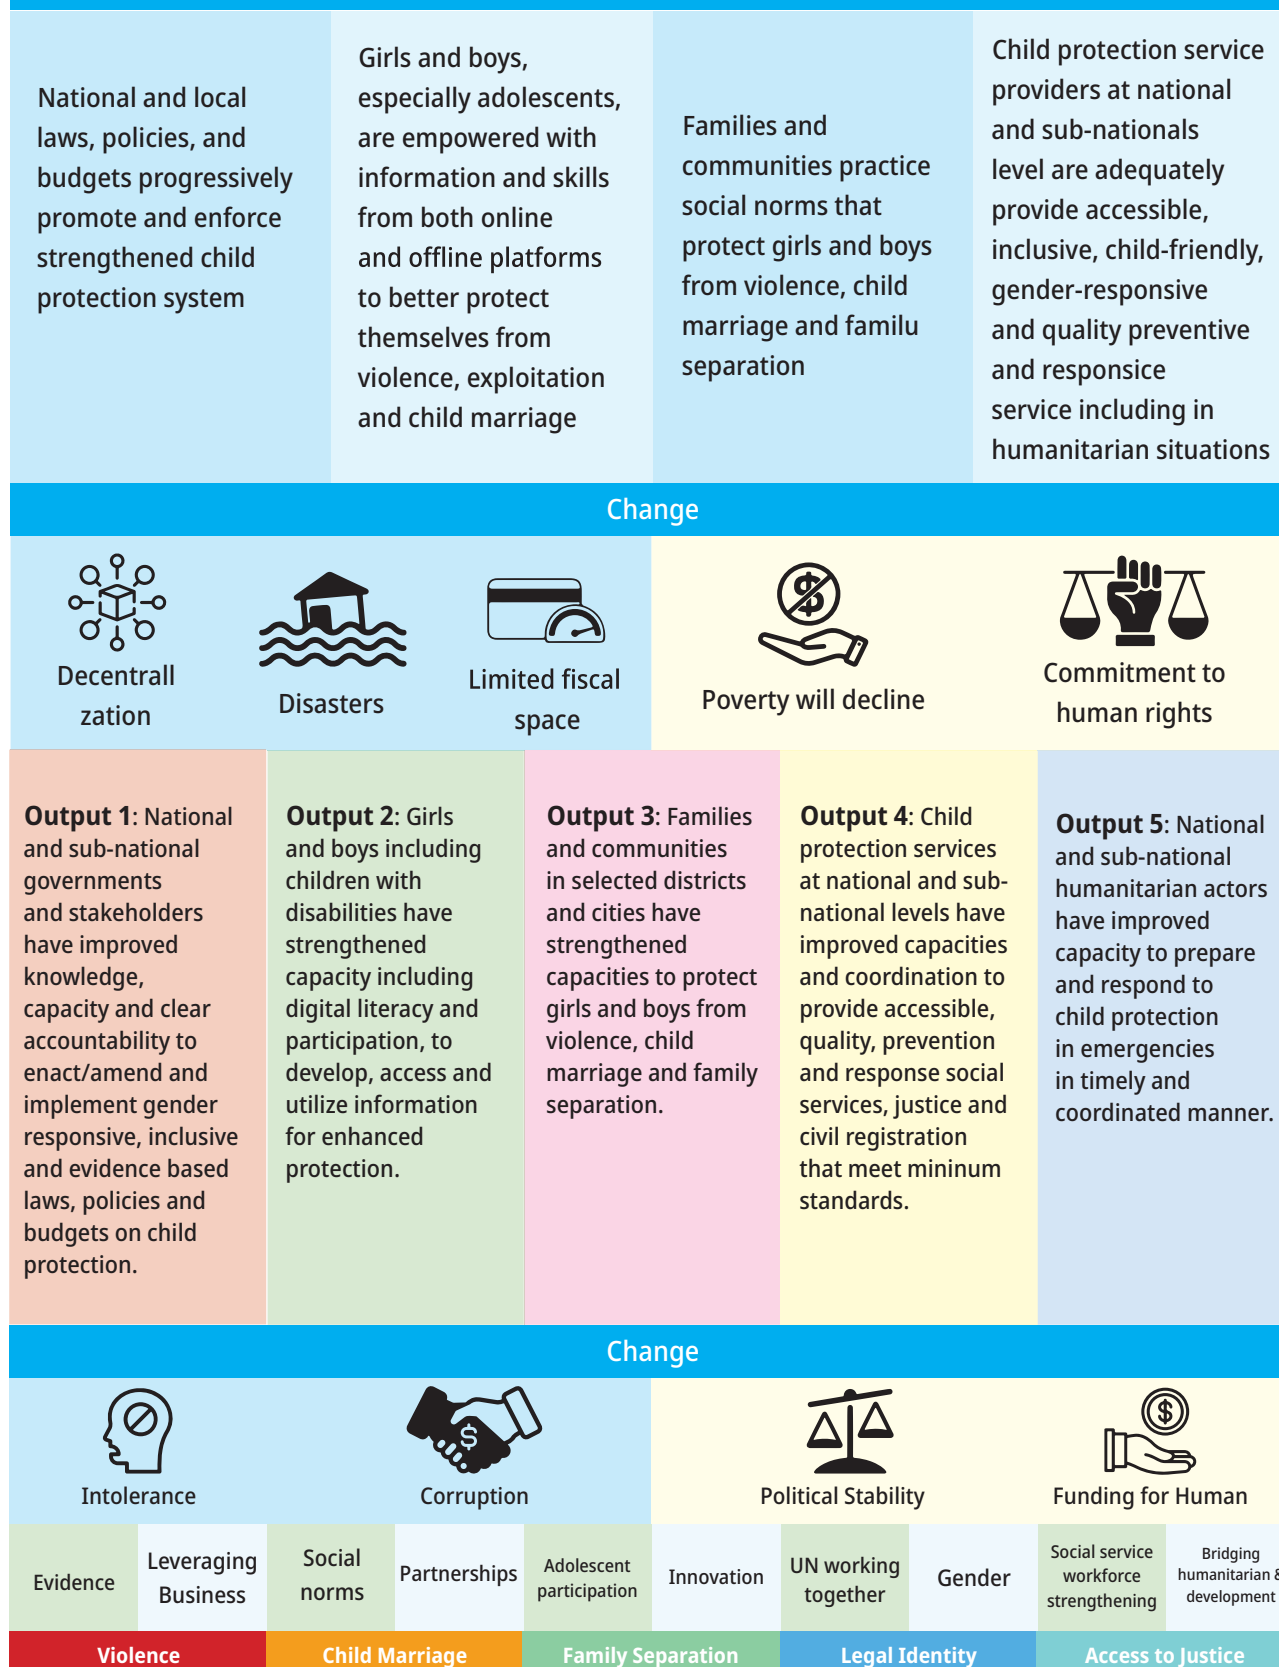 National and local
laws, policies, and
budgets progressively
promote and enforce
strengthened child
protection system
Girls and boys,
especially adolescents,
are empowered with
information and skills
from both online
and offline platforms
to better protect
themselves from
violence, exploitation
and child marriage
Families and
communities practice
social norms that
protect girls and boys
from violence, child
marriage and familu
separation
Child protection service
providers at national
and sub-nationals
level are adequately
provide accessible,
inclusive, child-friendly,
gender-responsive
and quality preventive
and responsice
service including in
humanitarian situations
Change
Decentrall
zation
Disasters
Limited fiscal
space
Poverty will decline
Commitment to
human rights
Output 1: National
and sub-national
governments
and stakeholders
have improved
knowledge,
capacity and clear
accountability to
enact/amend and
implement gender
responsive, inclusive
and evidence based
laws, policies and
budgets on child
protection.
Output 2: Girls
and boys including
children with
disabilities have
strengthened
capacity including
digital literacy and
participation, to
develop, access and
utilize information
for enhanced
protection.
Output 3: Families
and communities
in selected districts
and cities have
strengthened
capacities to protect
girls and boys from
violence, child
marriage and family
separation.
Output 4: Child
protection services
at national and sub-
national levels have
improved capacities
and coordination to
provide accessible,
quality, prevention
and response social
services, justice and
civil registration
that meet mininum
standards.
Output 5: National
and sub-national
humanitarian actors
have improved
capacity to prepare
and respond to
child protection
in emergencies
in timely and
coordinated manner.
Change
Intolerance
Corruption
Political Stability
Funding for Human
Evidence
Leveraging
Business
Social
norms
Partnerships
Adolescent
participation
Innovation
UN working
together
Gender
Social service
workforce
strengthening
Bridging
humanitarian &
development
Violence
Child Marriage
Family Separation
Legal Identity
Access to Justice